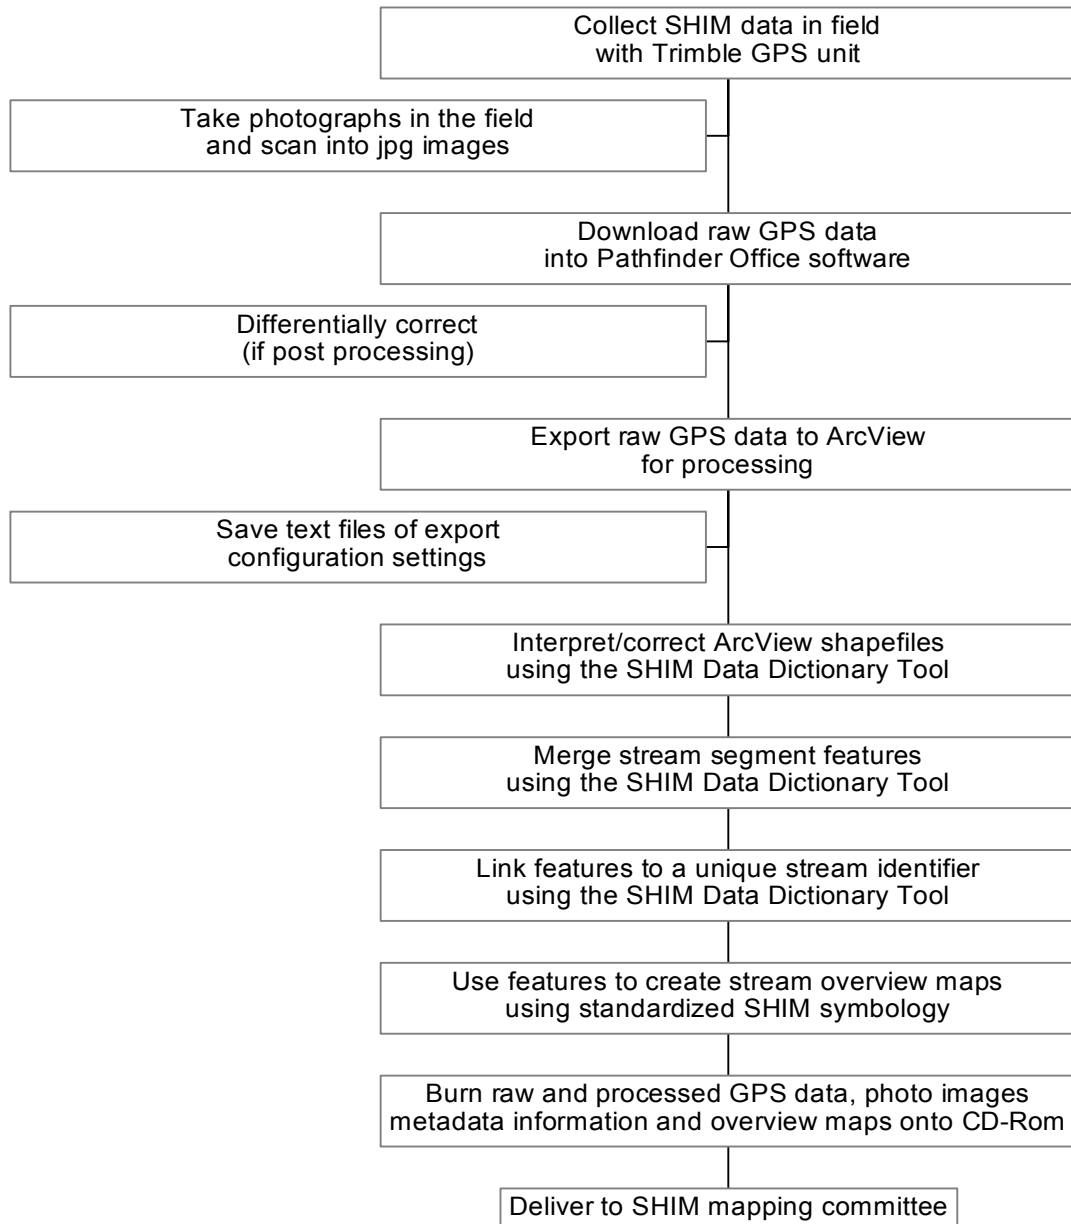 Collect SHIM data in field
with Trimble GPS unit
Take photographs in the field
and scan into jpg images
Download raw GPS data
into Pathfinder Office software
Differentially correct
(if post processing)
Export raw GPS data to ArcView
for processing
Save text files of export
configuration settings
Interpret/correct ArcView shapefiles
using the SHIM Data Dictionary Tool
Merge stream segment features
using the SHIM Data Dictionary Tool
Link features to a unique stream identifier
using the SHIM Data Dictionary Tool
Use features to create stream overview maps
using standardized SHIM symbology
Burn raw and processed GPS data, photo images
metadata information and overview maps onto CD-Rom
Deliver to SHIM mapping committee